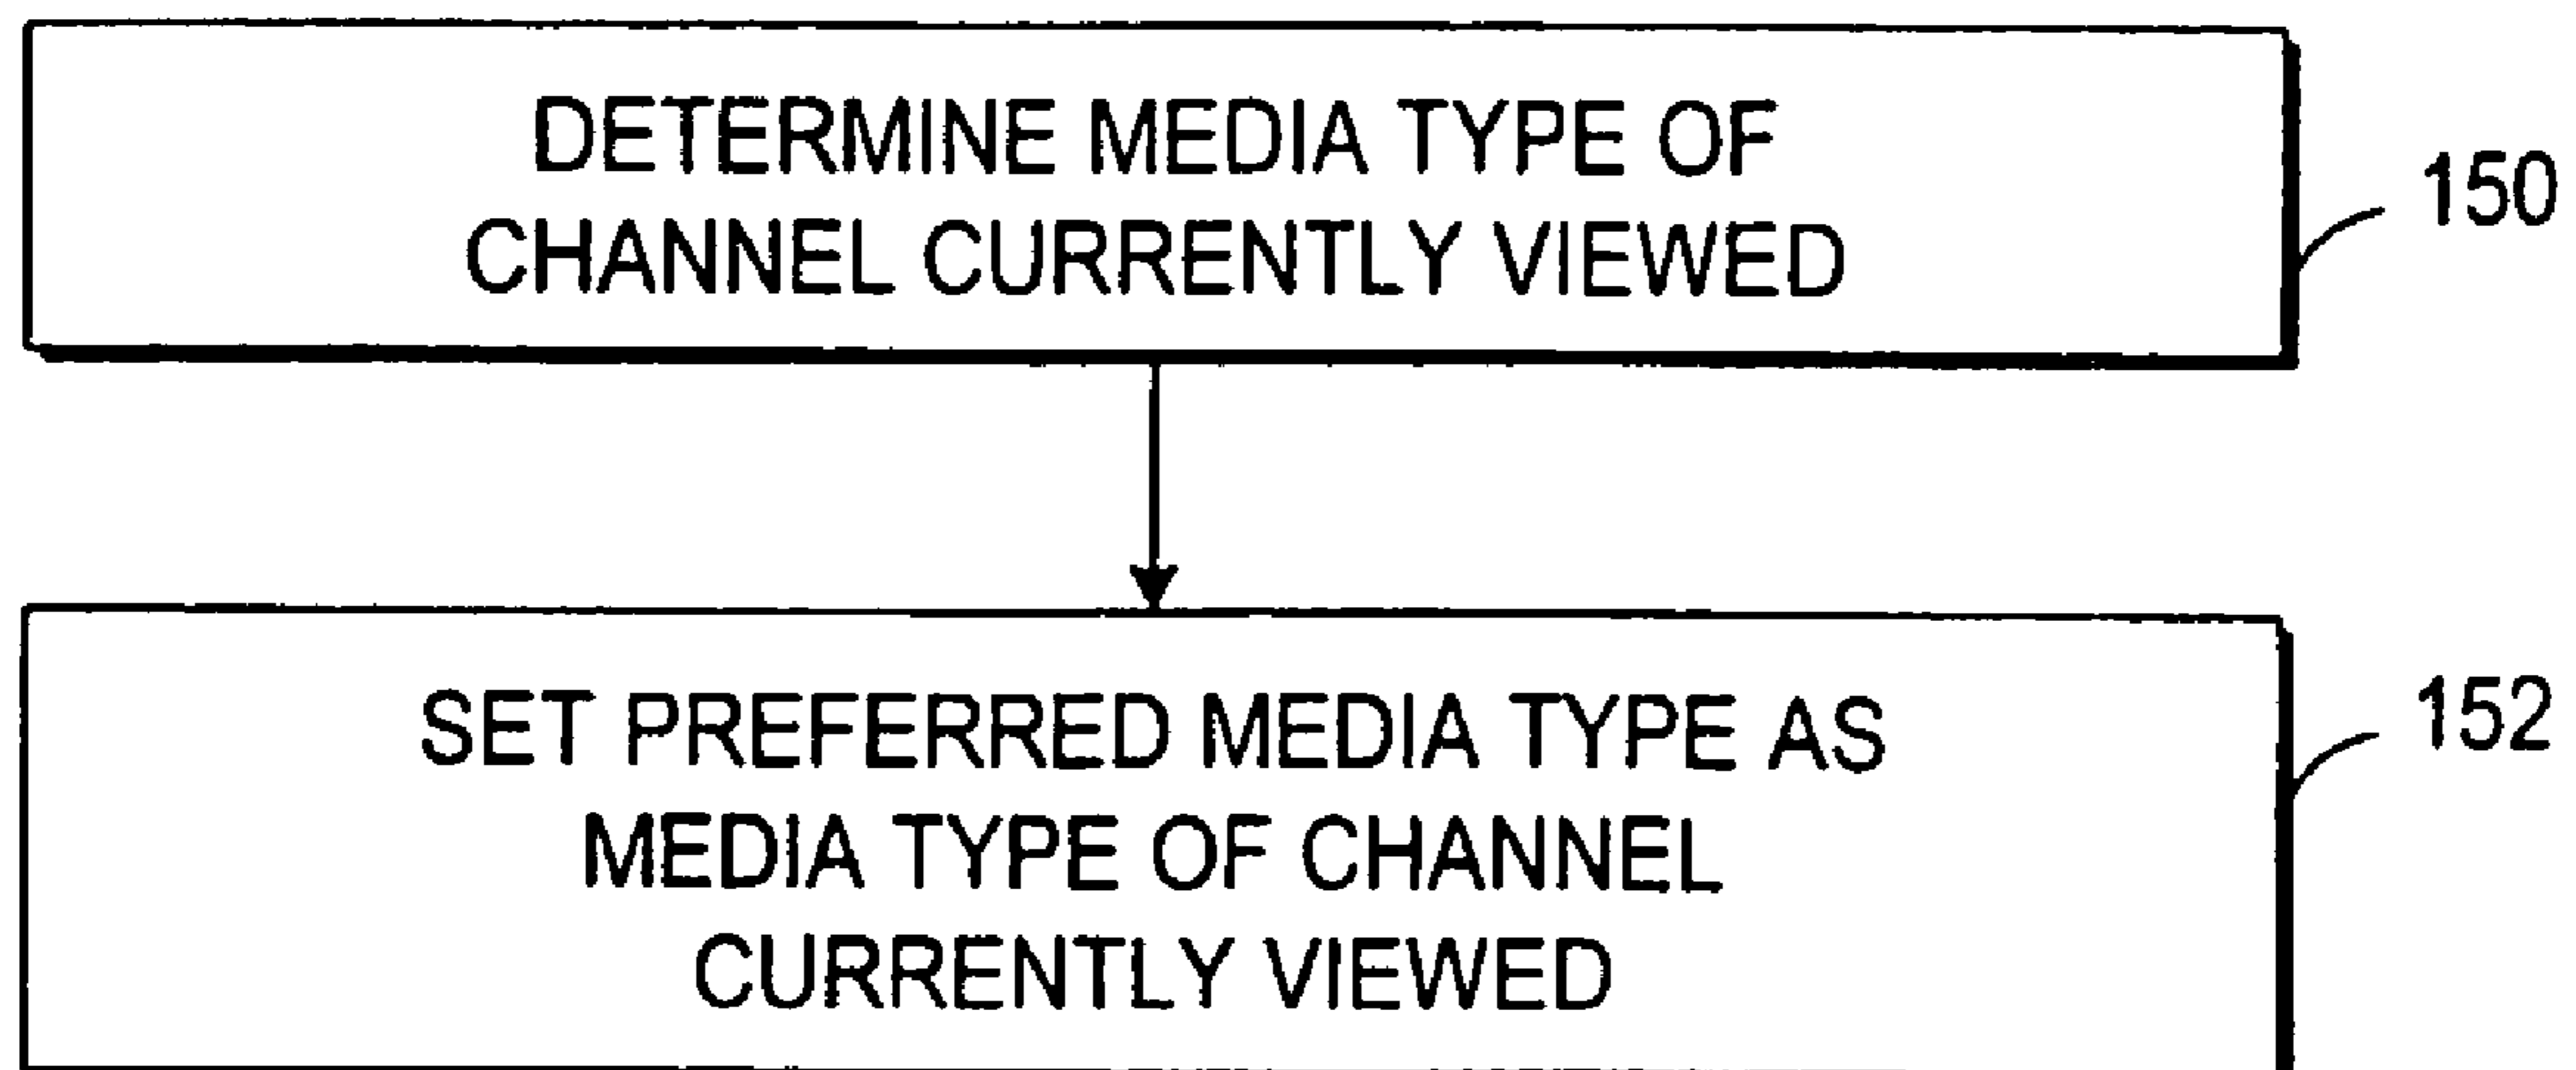 DETERMINE MEDIA TYPE OF
CHANNEL CURRENTLY VIEWED
150
SET PREFERRED MEDIA TYPE AS
MEDIA TYPE OF CHANNEL
CURRENTLY VIEWED
152